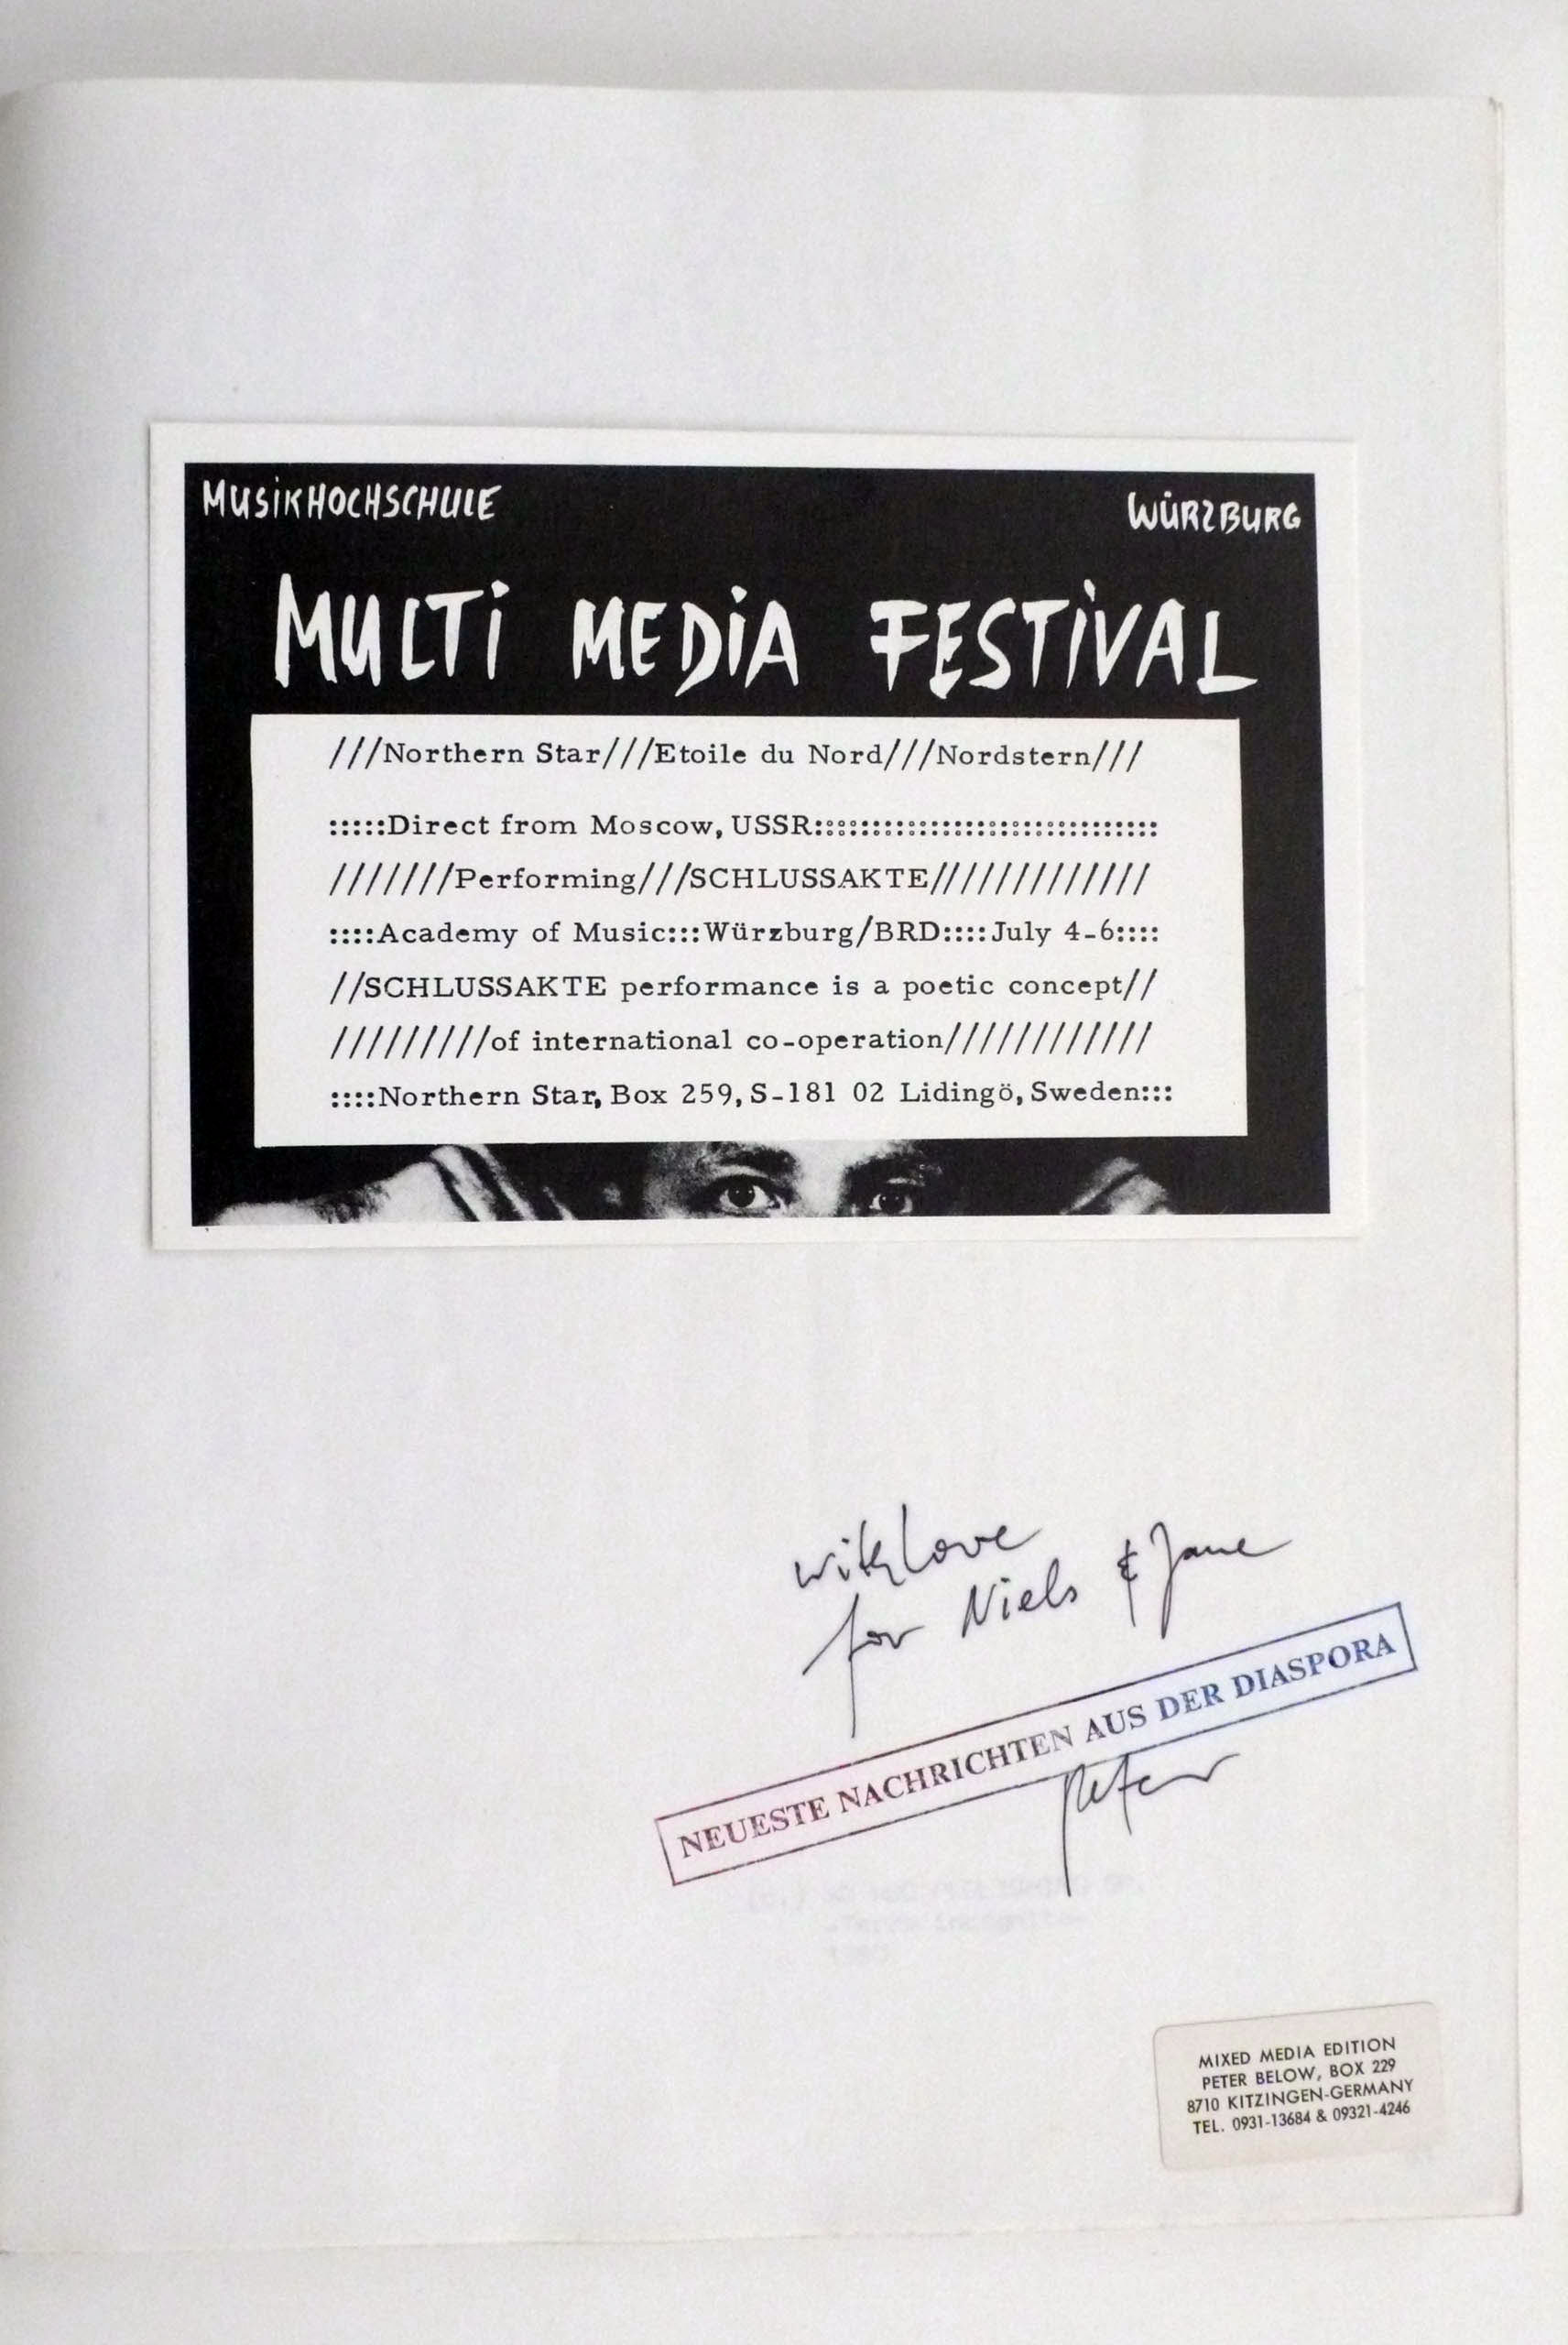 MUSIKHOCHSCHULE
WÜRZBURG
MULTI MEDIA FESTIVAL
///Northern Star///Etoile du Nord///Nordstern///
:::::Direct from Moscow, USSR::::::::::::::::::::::::::::::
///////Performing///SCHLUSSAKTE//////////////
::::Academy of Music:::Würzburg/BRD::::July 4-6::::
//SCHLUSSAKTE performance is a poetic concept//
/////////of international co-operation////////////
::::Northern Star, Box 259, S-181 02 Lidingö, Sweden:::
with love
for Niels & Jane
NEUESTE NACHRICHTEN AUS DER DIASPORA
Peter
MIXED MEDIA EDITION
PETER BELOW, BOX 229
8710 KITZINGEN-GERMANY
TEL. 0931-13684 & 09321-4246